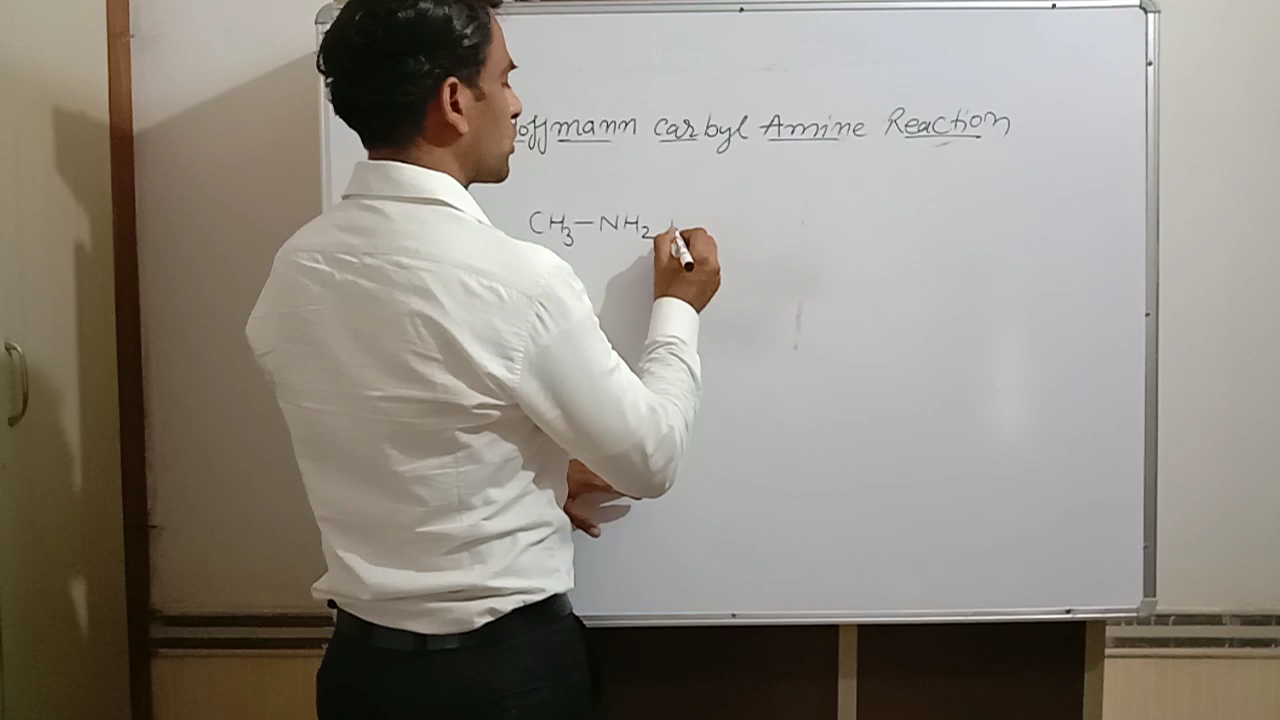 offmann carbyl Amine Reaction
CH₃—NH₂ +